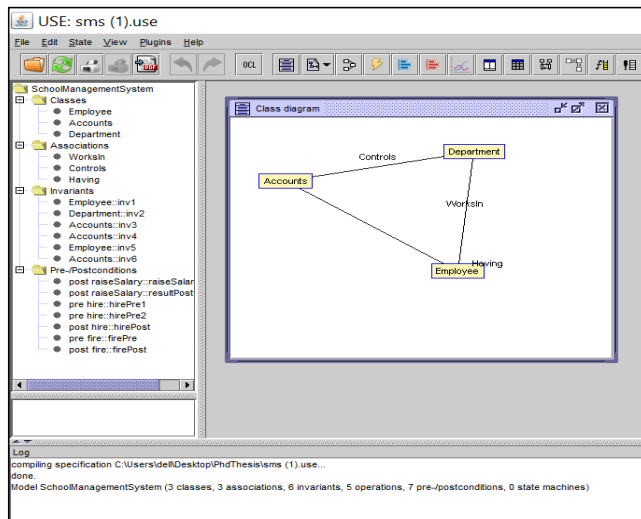 USE: sms (1).use
File Edit State View Plugins Help
OCL
SchoolManagementSystem
Classes
Employee
Accounts
Department
Associations
WorksIn
Controls
Having
Invariants
Employee::inv1
Department::inv2
Accounts::inv3
Accounts::inv4
Employee::inv5
Accounts::inv6
Pre-/Postconditions
post raiseSalary::raiseSalar
post raiseSalary::resultPost
pre hire::hirePre1
pre hire::hirePre2
post hire::hirePost
pre fire::firePre
post fire::firePost
Class diagram
Department
Controls
Accounts
WorksIn
Having
Employee
Log
compiling specification C:\Users\dell\Desktop\PhdThesis\sms (1).use...
done.
Model SchoolManagementSystem (3 classes, 3 associations, 6 invariants, 5 operations, 7 pre-/postconditions, 0 state machines)